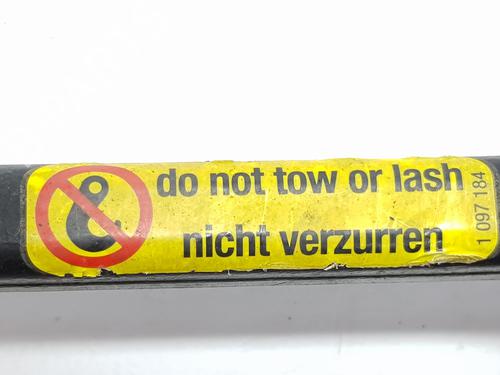 do not tow or lash
nicht verzurren
1 097 184